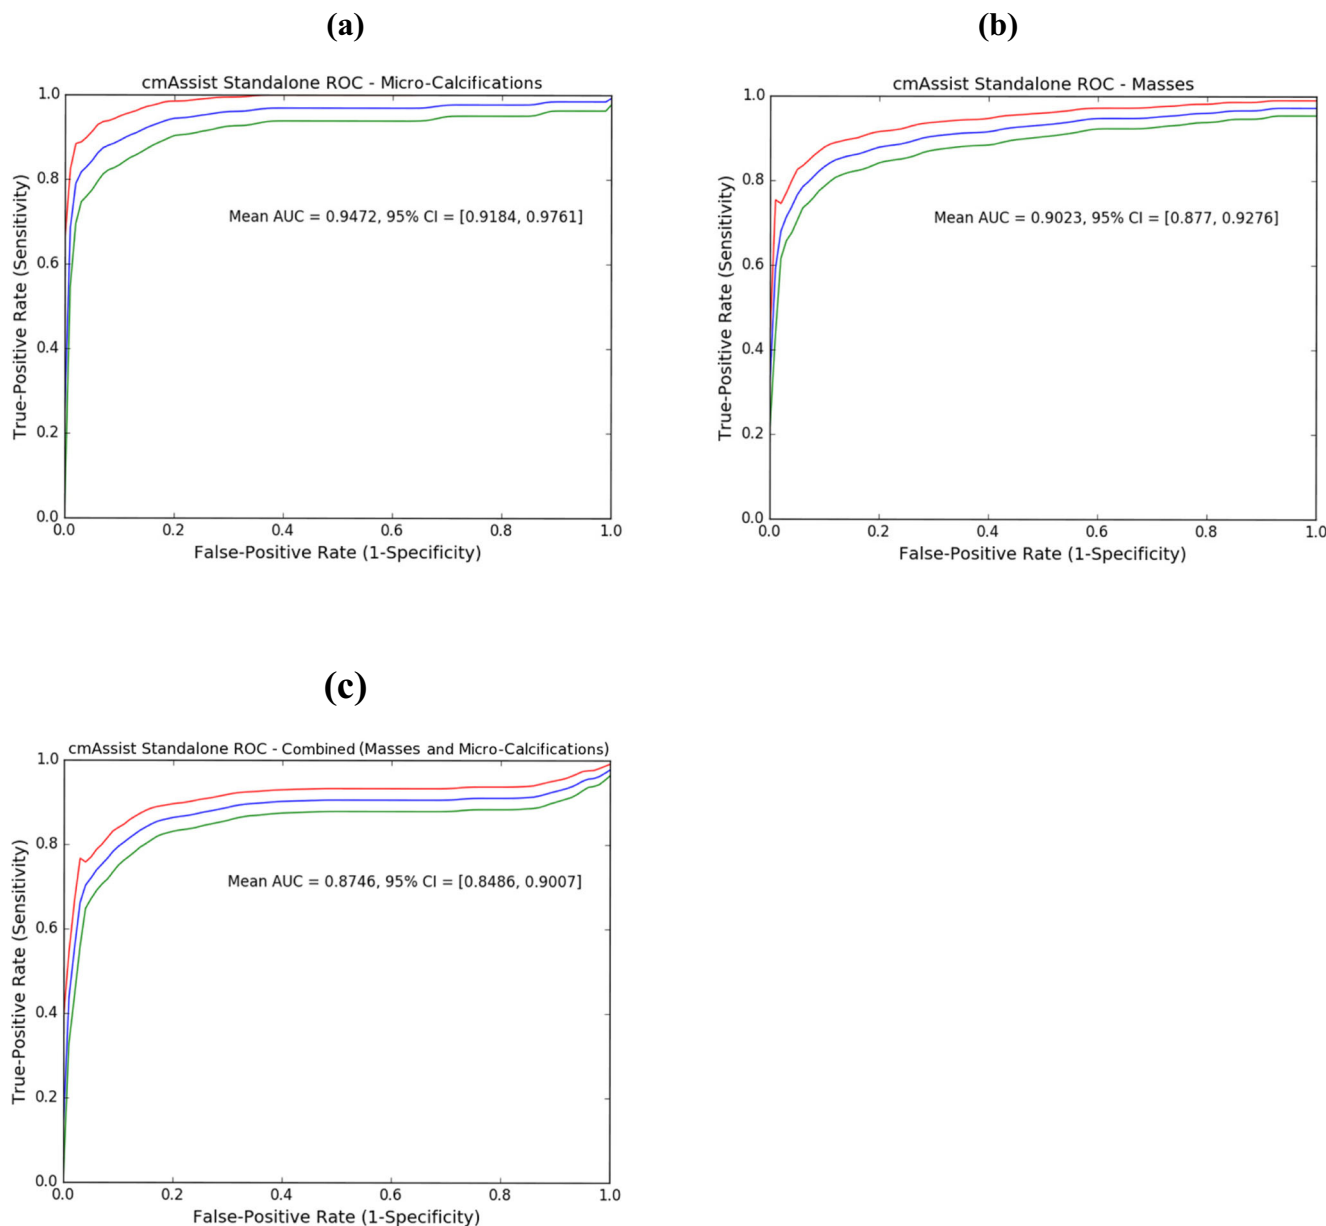 (a)
cmAssist Standalone ROC - Micro-Calcifications
1.0
0.8
0.6
0.4
0.2
0.0
True-Positive Rate (Sensitivity)
Mean AUC = 0.9472, 95% CI = [0.9184, 0.9761]
0.0 0.2 0.4 0.6 0.8 1.0
False-Positive Rate (1-Specificity)
(b)
cmAssist Standalone ROC - Masses
1.0
0.8
0.6
0.4
0.2
0.0
True-Positive Rate (Sensitivity)
Mean AUC = 0.9023, 95% CI = [0.877, 0.9276]
0.0 0.2 0.4 0.6 0.8 1.0
False-Positive Rate (1-Specificity)
(c)
cmAssist Standalone ROC - Combined (Masses and Micro-Calcifications)
1.0
0.8
0.6
0.4
0.2
0.0
True-Positive Rate (Sensitivity)
Mean AUC = 0.8746, 95% CI = [0.8486, 0.9007]
0.0 0.2 0.4 0.6 0.8 1.0
False-Positive Rate (1-Specificity)